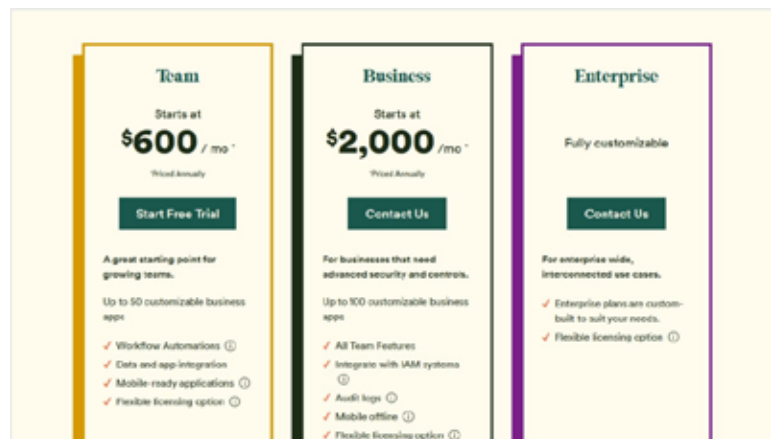 Team
Starts at
$600 / mo *
*Priced Annually
Start Free Trial
A great starting point for
growing teams.
Up to 50 customizable business
apps
✓ Workflow Automations ⓘ
✓ Data and app integration
✓ Mobile-ready applications ⓘ
✓ Flexible licensing option ⓘ
Business
Starts at
$2,000 /mo *
*Priced Annually
Contact Us
For businesses that need
advanced security and controls.
Up to 100 customizable business
apps
✓ All Team Features
✓ Integrate with IAM systems
ⓘ
✓ Audit logs ⓘ
✓ Mobile offline ⓘ
✓ Flexible licensing option ⓘ
Enterprise
Fully customizable
Contact Us
For enterprise wide,
interconnected use cases.
✓ Enterprise plans are custom-
built to suit your needs.
✓ Flexible licensing option ⓘ